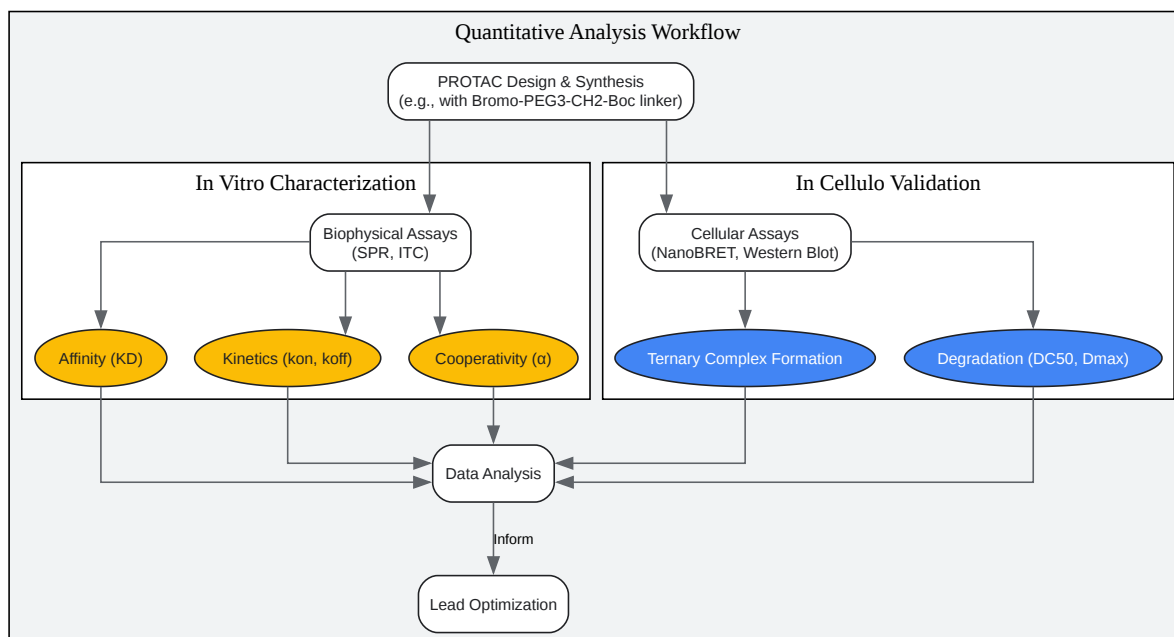 Quantitative Analysis Workflow
PROTAC Design & Synthesis
(e.g., with Bromo-PEG3-CH2-Boc linker)
In Vitro Characterization
In Cellulo Validation
Biophysical Assays
(SPR, ITC)
Cellular Assays
(NanoBRET, Western Blot)
Affinity (KD)
Kinetics (kon, koff)
Cooperativity (α)
Ternary Complex Formation
Degradation (DC50, Dmax)
Data Analysis
Inform
Lead Optimization